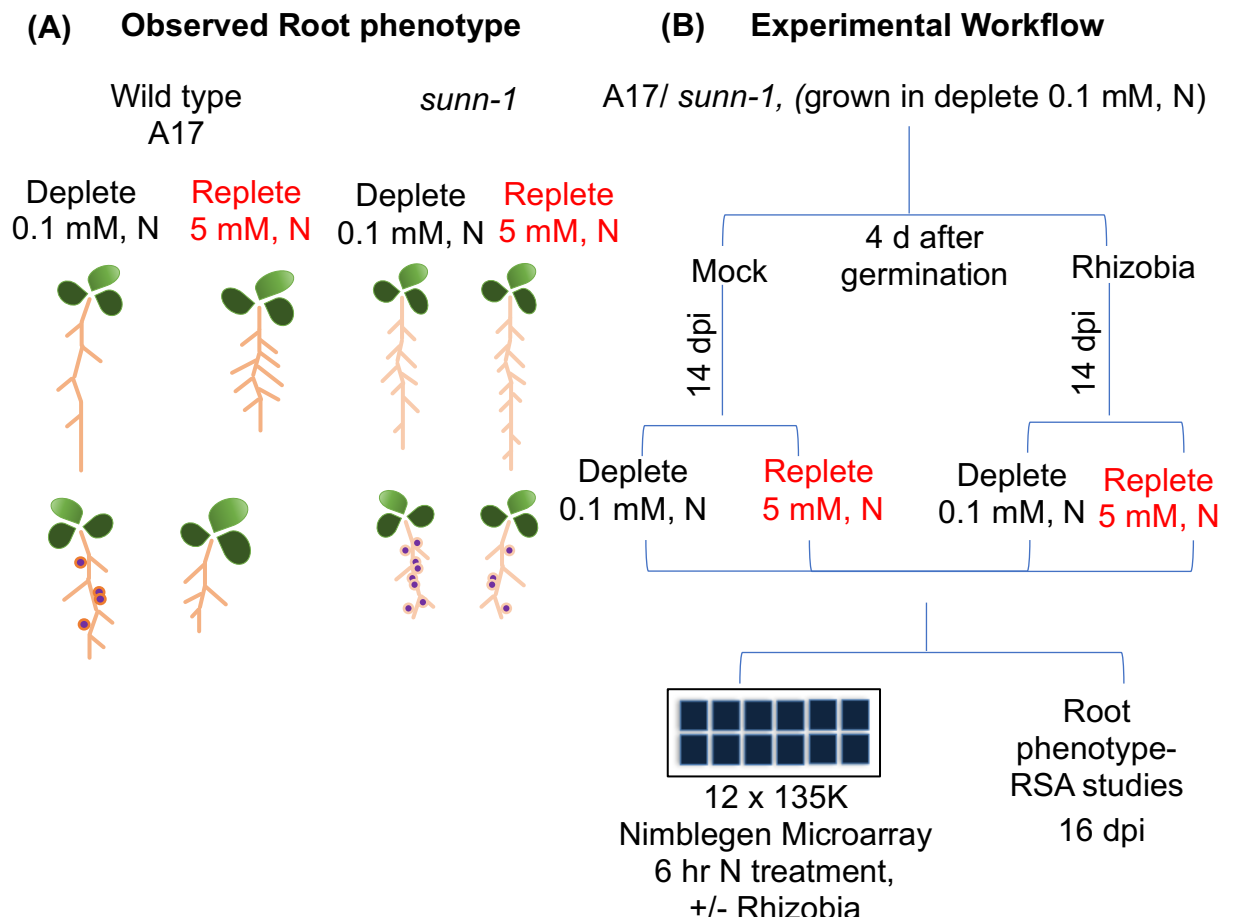 (A) Observed Root phenotype
Wild type
A17
sunn-1
Deplete
0.1 mM, N
Replete
5 mM, N
Deplete
0.1 mM, N
Replete
5 mM, N
(B) Experimental Workflow
A17/ sunn-1, (grown in deplete 0.1 mM, N)
4 d after
germination
Mock
Rhizobia
14 dpi
14 dpi
Deplete
0.1 mM, N
Replete
5 mM, N
Deplete
0.1 mM, N
Replete
5 mM, N
12 x 135K
Nimblegen Microarray
6 hr N treatment,
+/- Rhizobia
Root
phenotype-
RSA studies
16 dpi